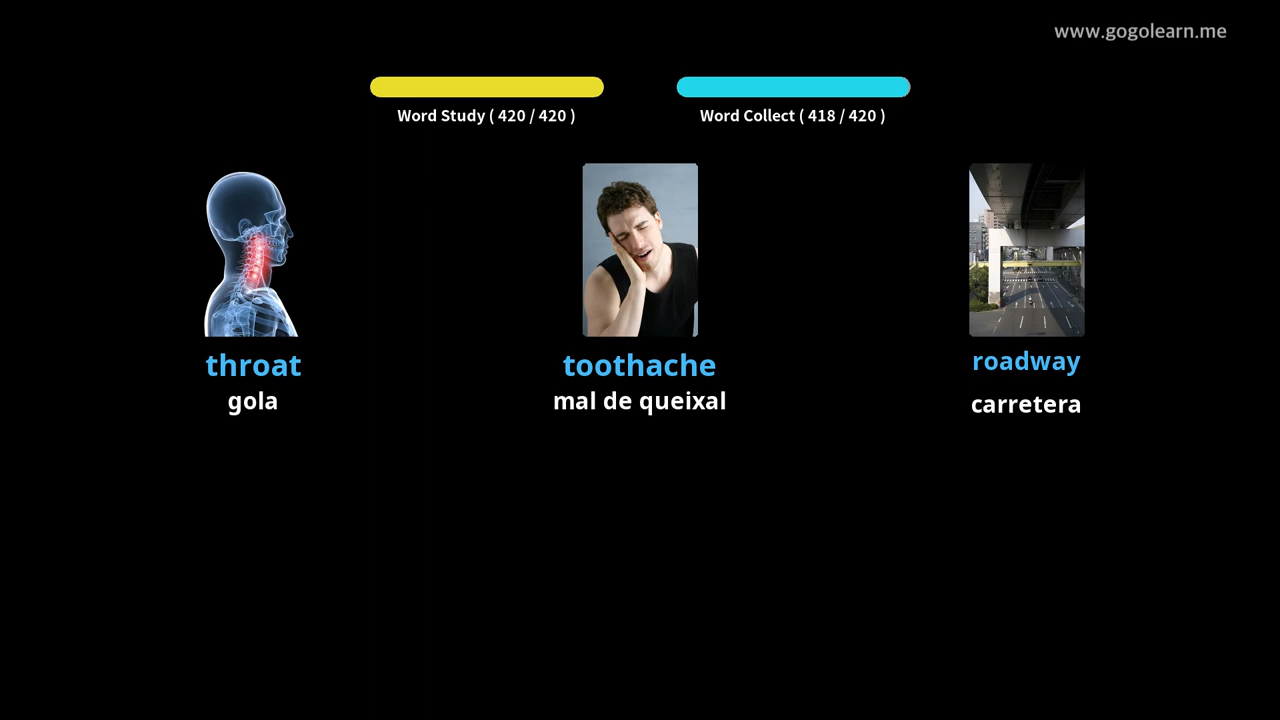 www.gogolearn.me
Word Study ( 420 / 420 )
Word Collect ( 418 / 420 )
throat
gola
toothache
mal de queixal
roadway
carretera